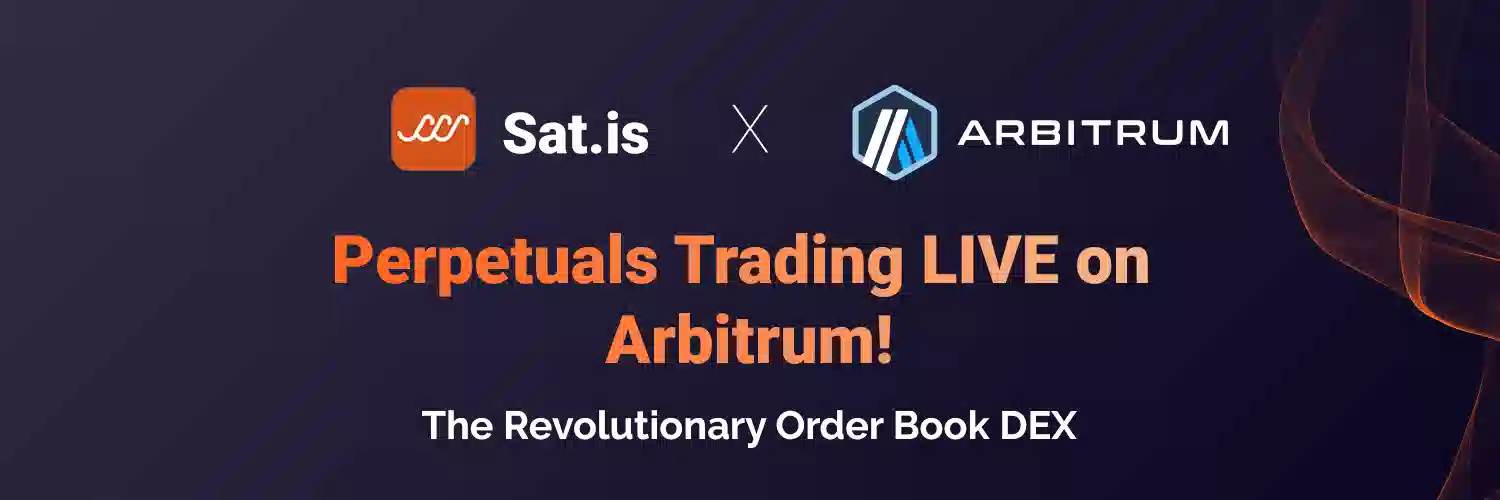 Sat.is X ARBITRUM
Perpetuals Trading LIVE on
Arbitrum!
The Revolutionary Order Book DEX